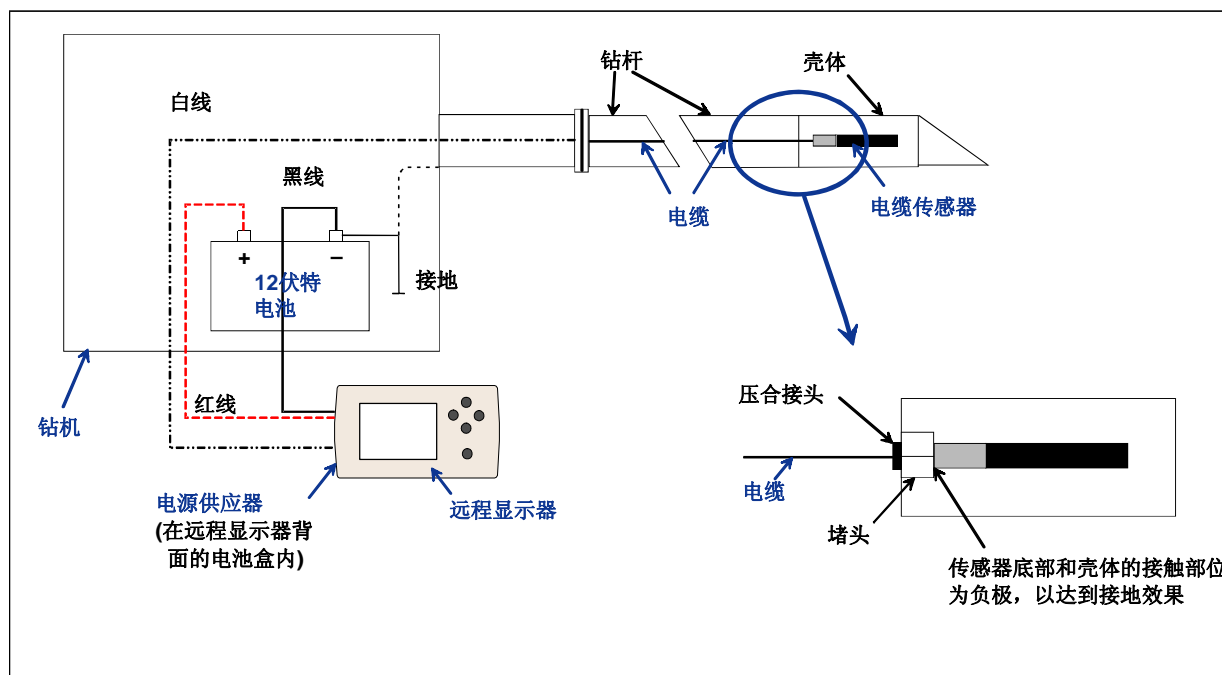 钻杆
壳体
白线
黑线
电缆
电缆传感器
+
−
12伏特
电池
接地
红线
钻机
压合接头
电缆
电源供应器
(在远程显示器背
面的电池盒内)
远程显示器
堵头
传感器底部和壳体的接触部位
为负极，以达到接地效果